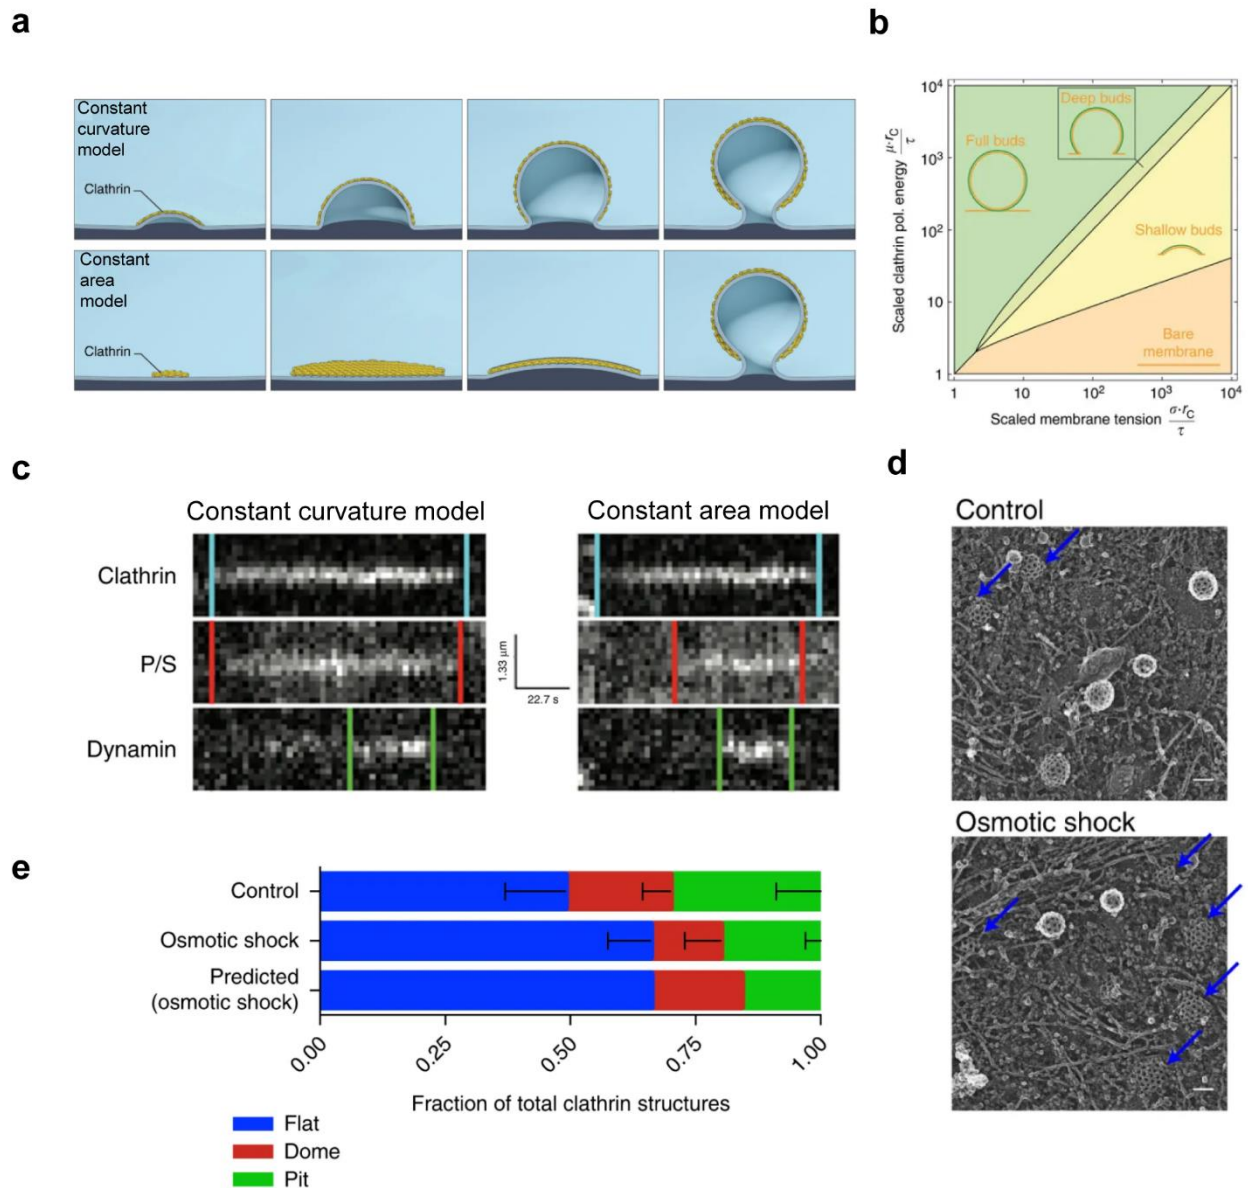 a
Constant
curvature
model
Clathrin
Constant
area
model
Clathrin
b
10⁴
10³
10²
10
1
Scaled clathrin pol. energy μ·r_C/τ
Full buds
Deep buds
Shallow buds
Bare
membrane
1
10
10²
10³
10⁴
Scaled membrane tension σ·r_C/τ
c
Constant curvature model
Constant area model
Clathrin
P/S
Dynamin
1.33 μm
22.7 s
d
Control
Osmotic shock
e
Control
Osmotic shock
Predicted
(osmotic shock)
0.00
0.25
0.50
0.75
1.00
Fraction of total clathrin structures
Flat
Dome
Pit